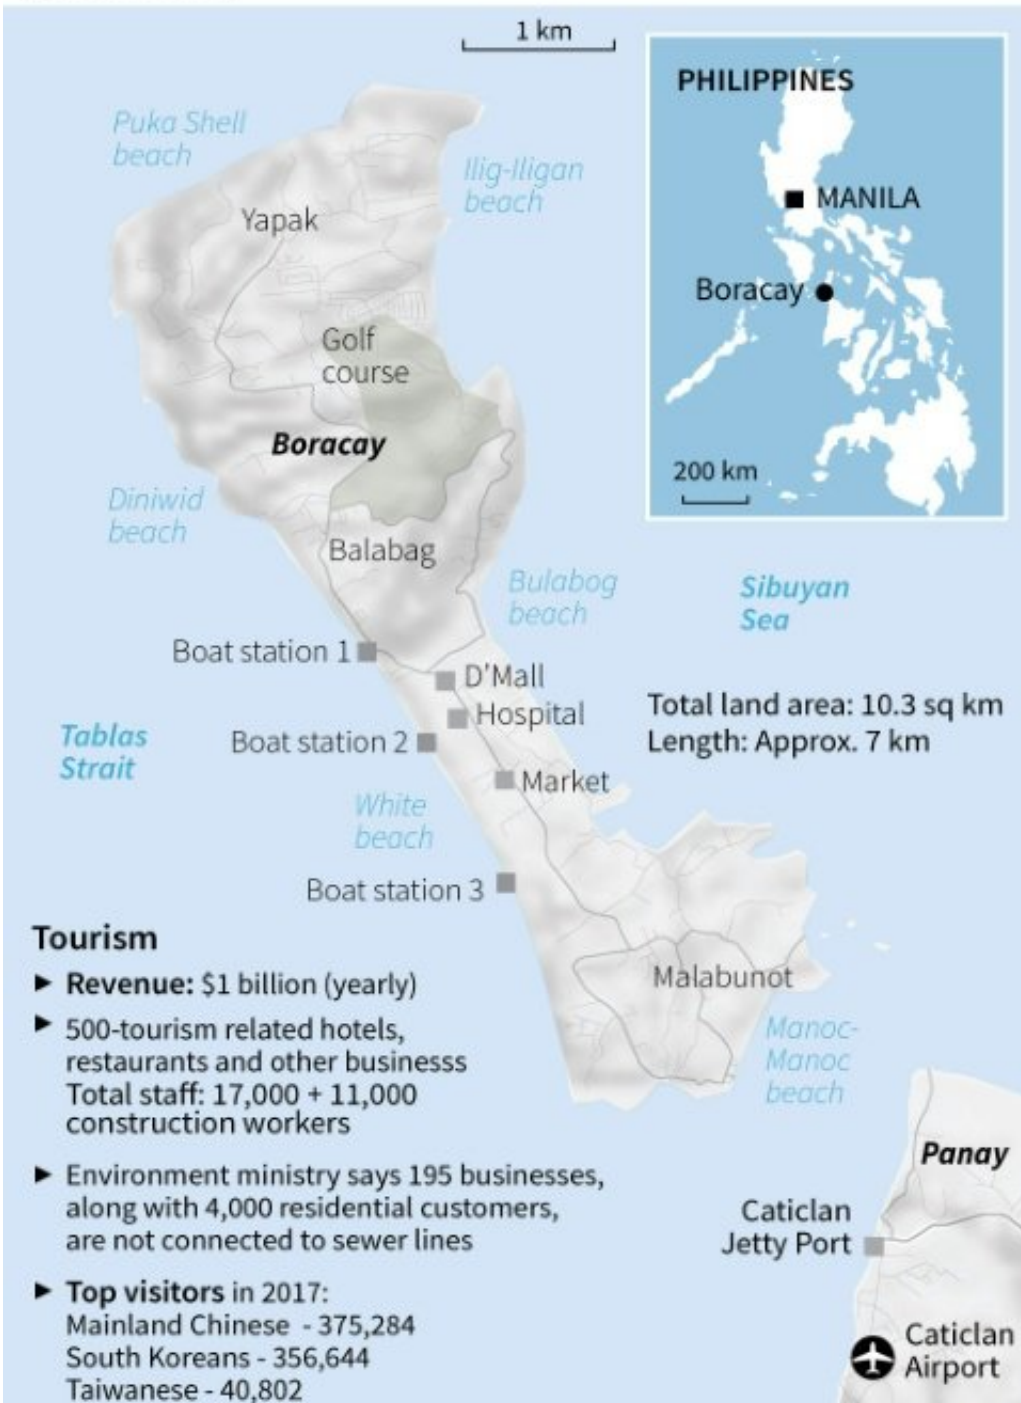 1 km
PHILIPPINES
MANILA
Boracay
200 km
Puka Shell
beach
Ilig-Iligan
beach
Yapak
Golf
course
Boracay
Diniwid
beach
Balabag
Bulabog
beach
Sibuyan
Sea
Boat station 1
D'Mall
Hospital
Total land area: 10.3 sq km
Length: Approx. 7 km
Tablas
Strait
Boat station 2
Market
White
beach
Boat station 3
Malabunot
Manoc-
Manoc
beach
Tourism
► Revenue: $1 billion (yearly)
► 500-tourism related hotels,
restaurants and other businesss
Total staff: 17,000 + 11,000
construction workers
► Environment ministry says 195 businesses,
along with 4,000 residential customers,
are not connected to sewer lines
► Top visitors in 2017:
Mainland Chinese - 375,284
South Koreans - 356,644
Taiwanese - 40,802
Panay
Caticlan
Jetty Port
Caticlan
Airport